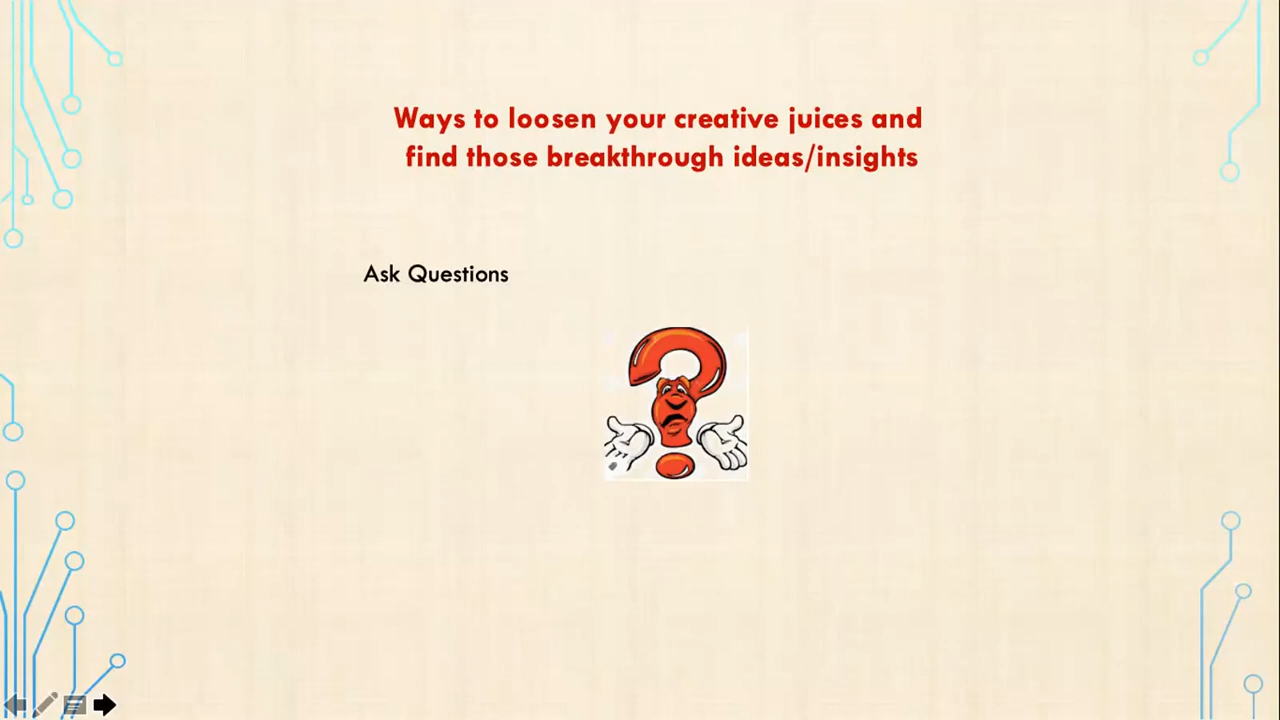 Ways to loosen your creative juices and
find those breakthrough ideas/insights
Ask Questions